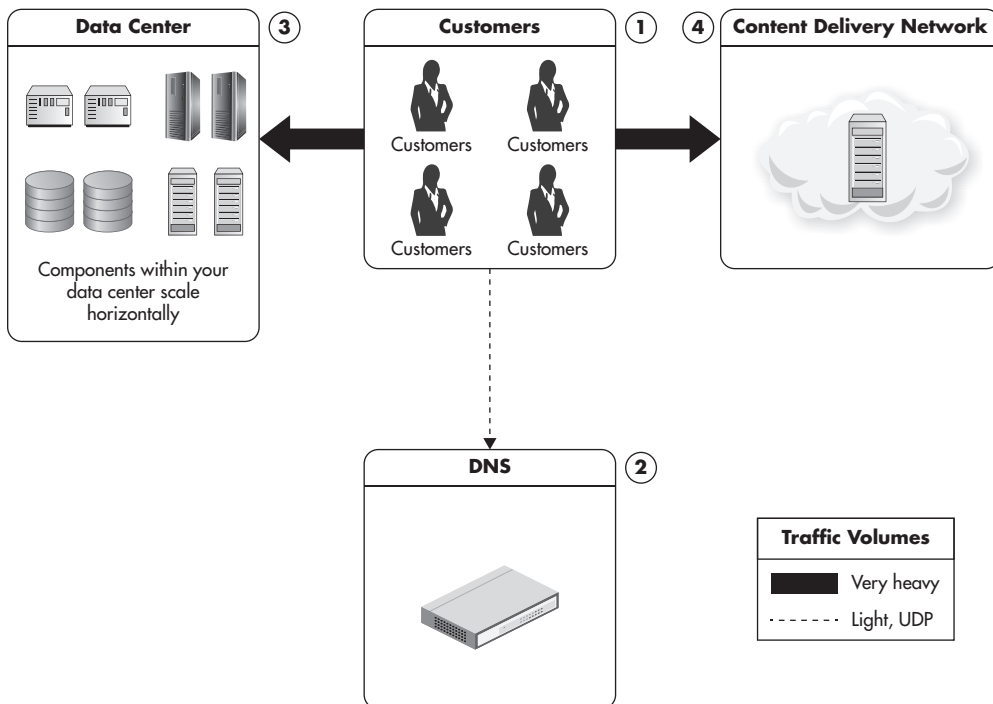 Data Center
3
Components within your
data center scale
horizontally
Customers
1
Customers
Customers
Customers
Customers
4
Content Delivery Network
DNS
2
Traffic Volumes
Very heavy
Light, UDP